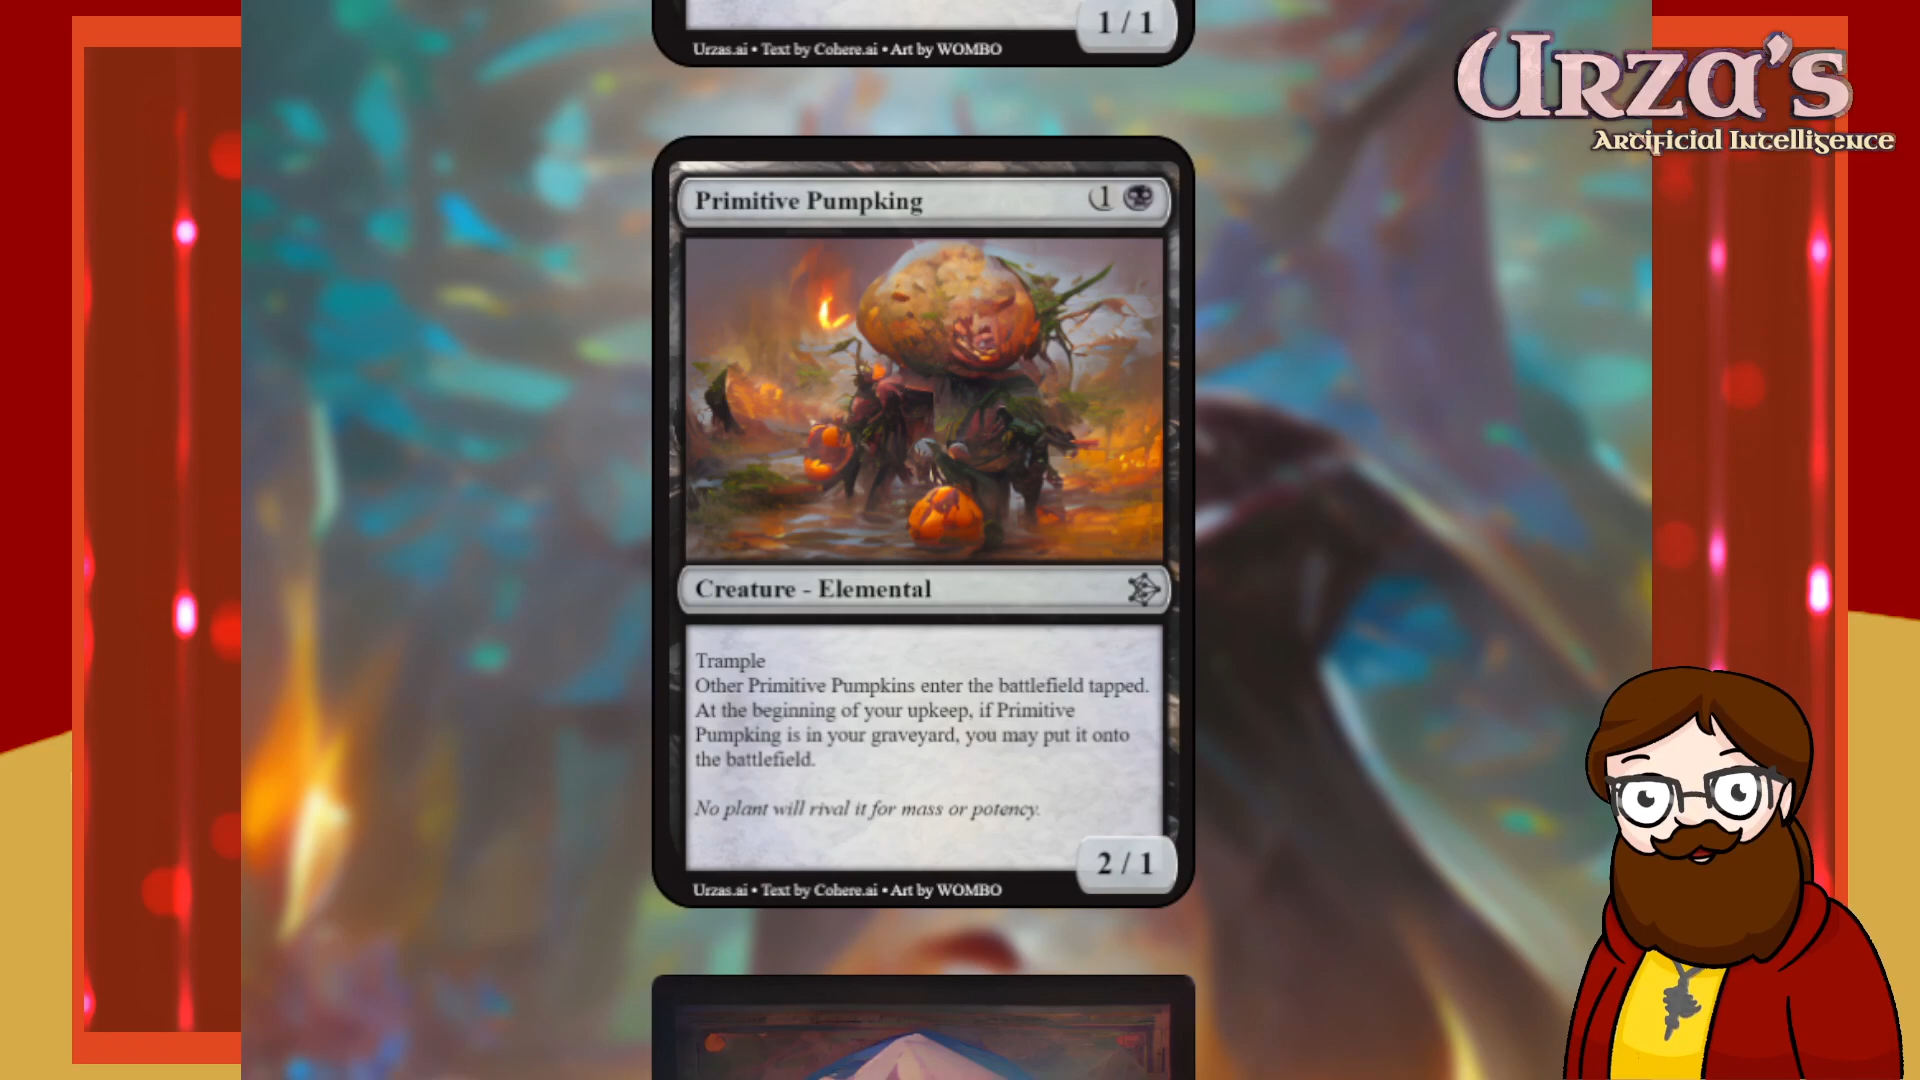 1 / 1
Urzas.ai • Text by Cohere.ai • Art by WOMBO
Urza's
Artificial Intelligence
Primitive Pumpking 1
Creature - Elemental
Trample
Other Primitive Pumpkins enter the battlefield tapped.
At the beginning of your upkeep, if Primitive
Pumpking is in your graveyard, you may put it onto
the battlefield.
No plant will rival it for mass or potency.
2 / 1
Urzas.ai • Text by Cohere.ai • Art by WOMBO